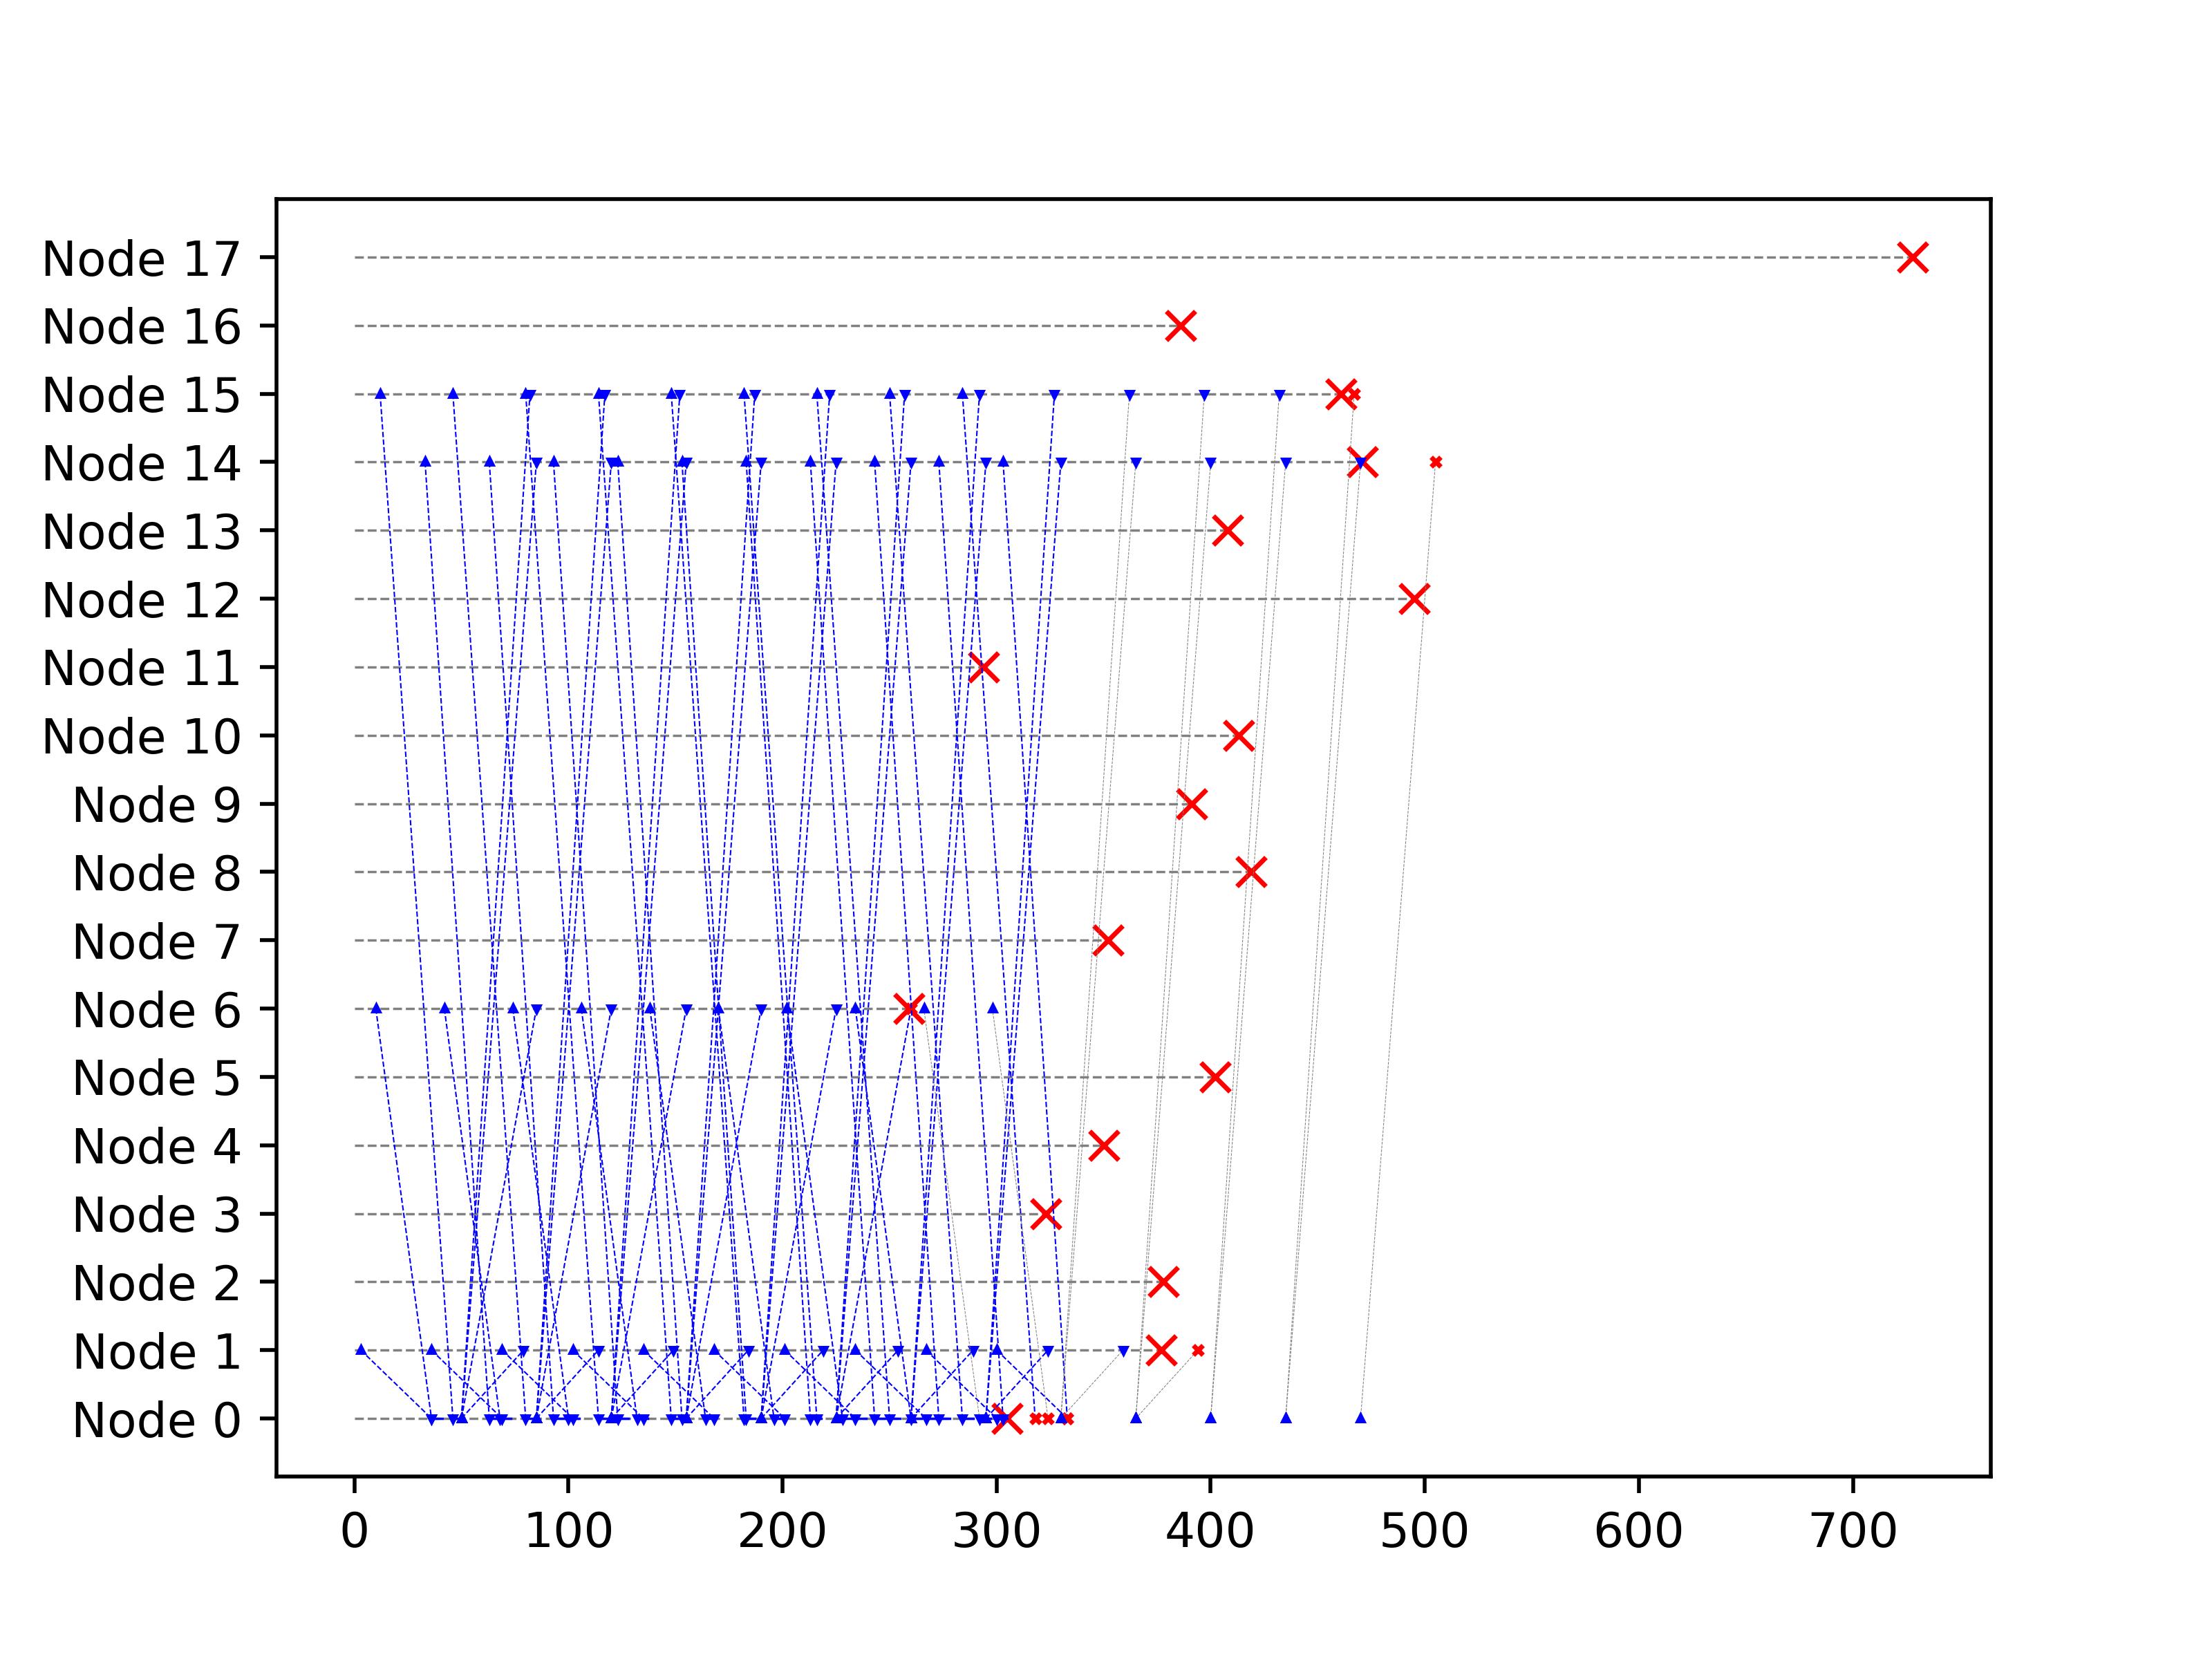 Node 17
Node 16
Node 15
Node 14
Node 13
Node 12
Node 11
Node 10
Node 9
Node 8
Node 7
Node 6
Node 5
Node 4
Node 3
Node 2
Node 1
Node 0
0 100 200 300 400 500 600 700